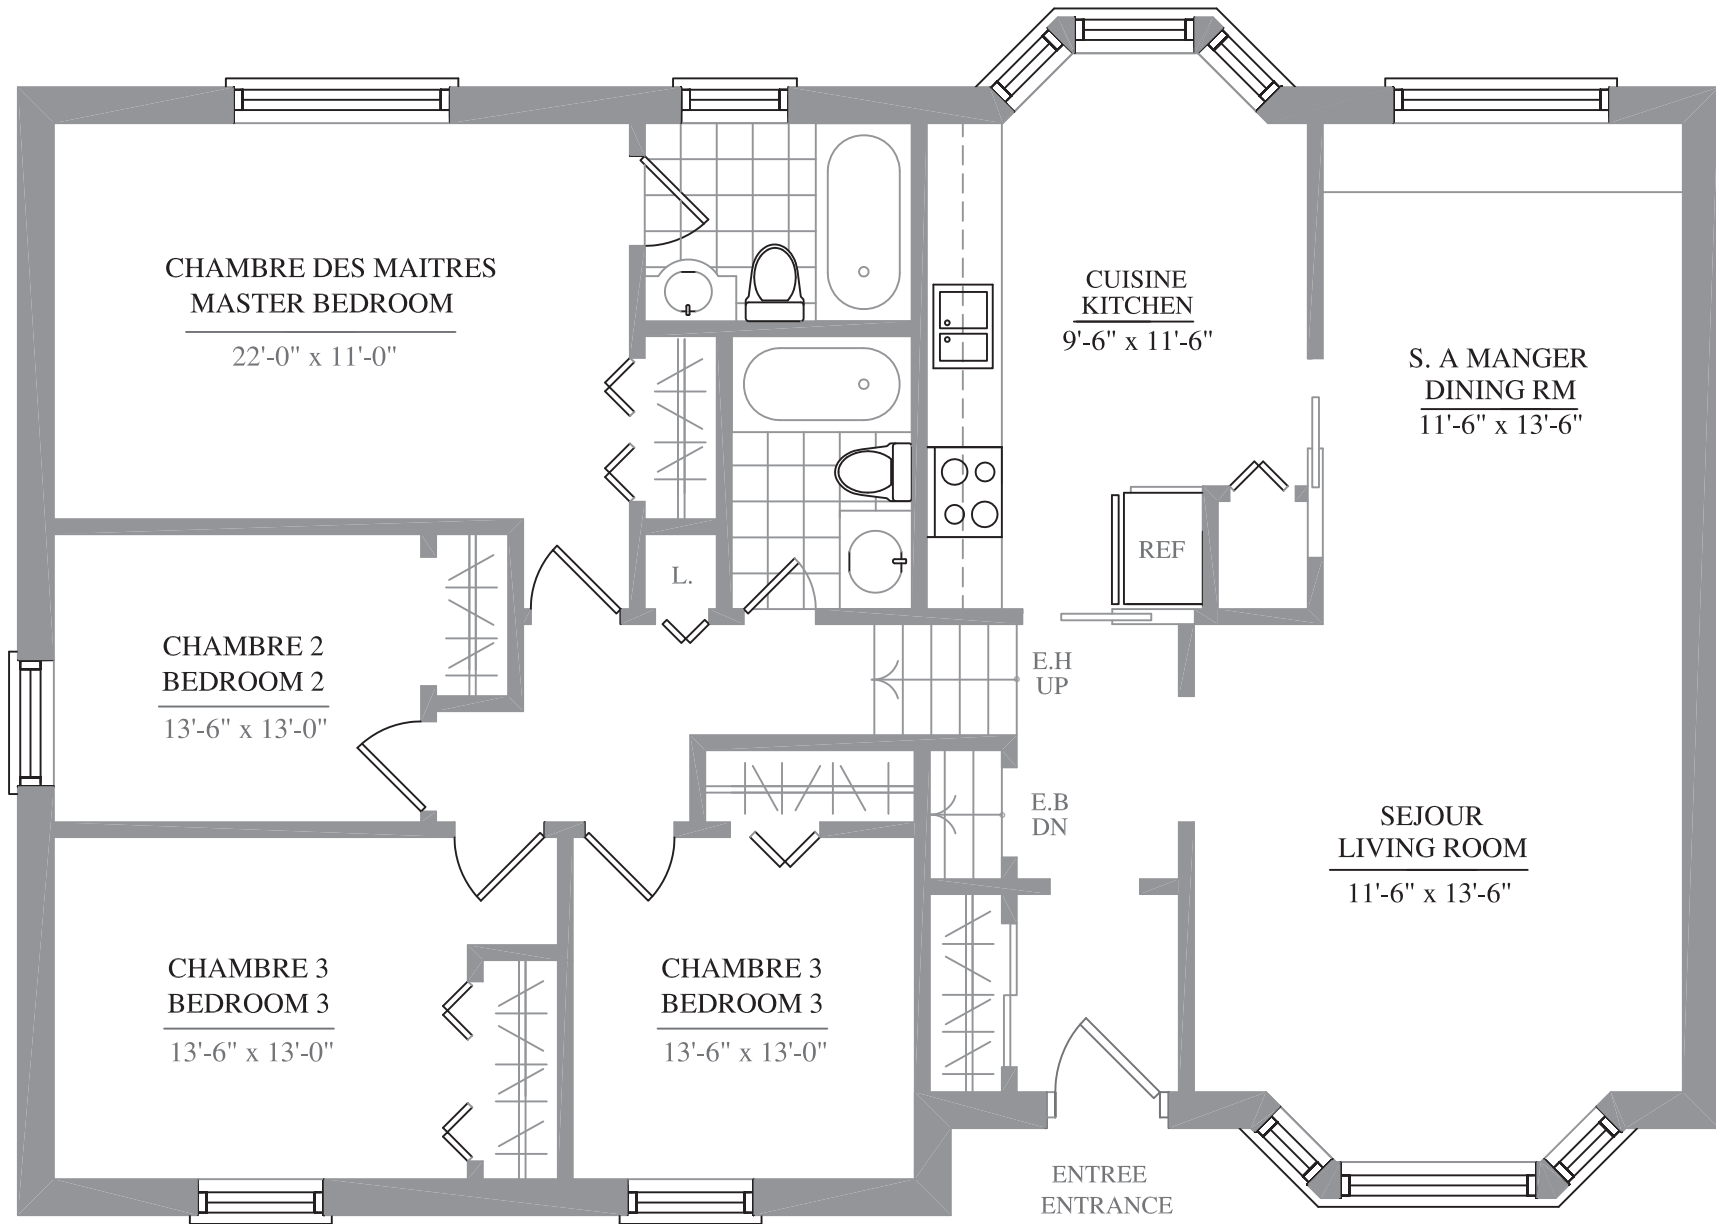 CHAMBRE DES MAITRES
MASTER BEDROOM
22'-0" x 11'-0"
CUISINE
KITCHEN
9'-6" x 11'-6"
S. A MANGER
DINING RM
11'-6" x 13'-6"
REF
L.
CHAMBRE 2
BEDROOM 2
13'-6" x 13'-0"
E.H
UP
E.B
DN
SEJOUR
LIVING ROOM
11'-6" x 13'-6"
CHAMBRE 3
BEDROOM 3
13'-6" x 13'-0"
CHAMBRE 3
BEDROOM 3
13'-6" x 13'-0"
ENTREE
ENTRANCE